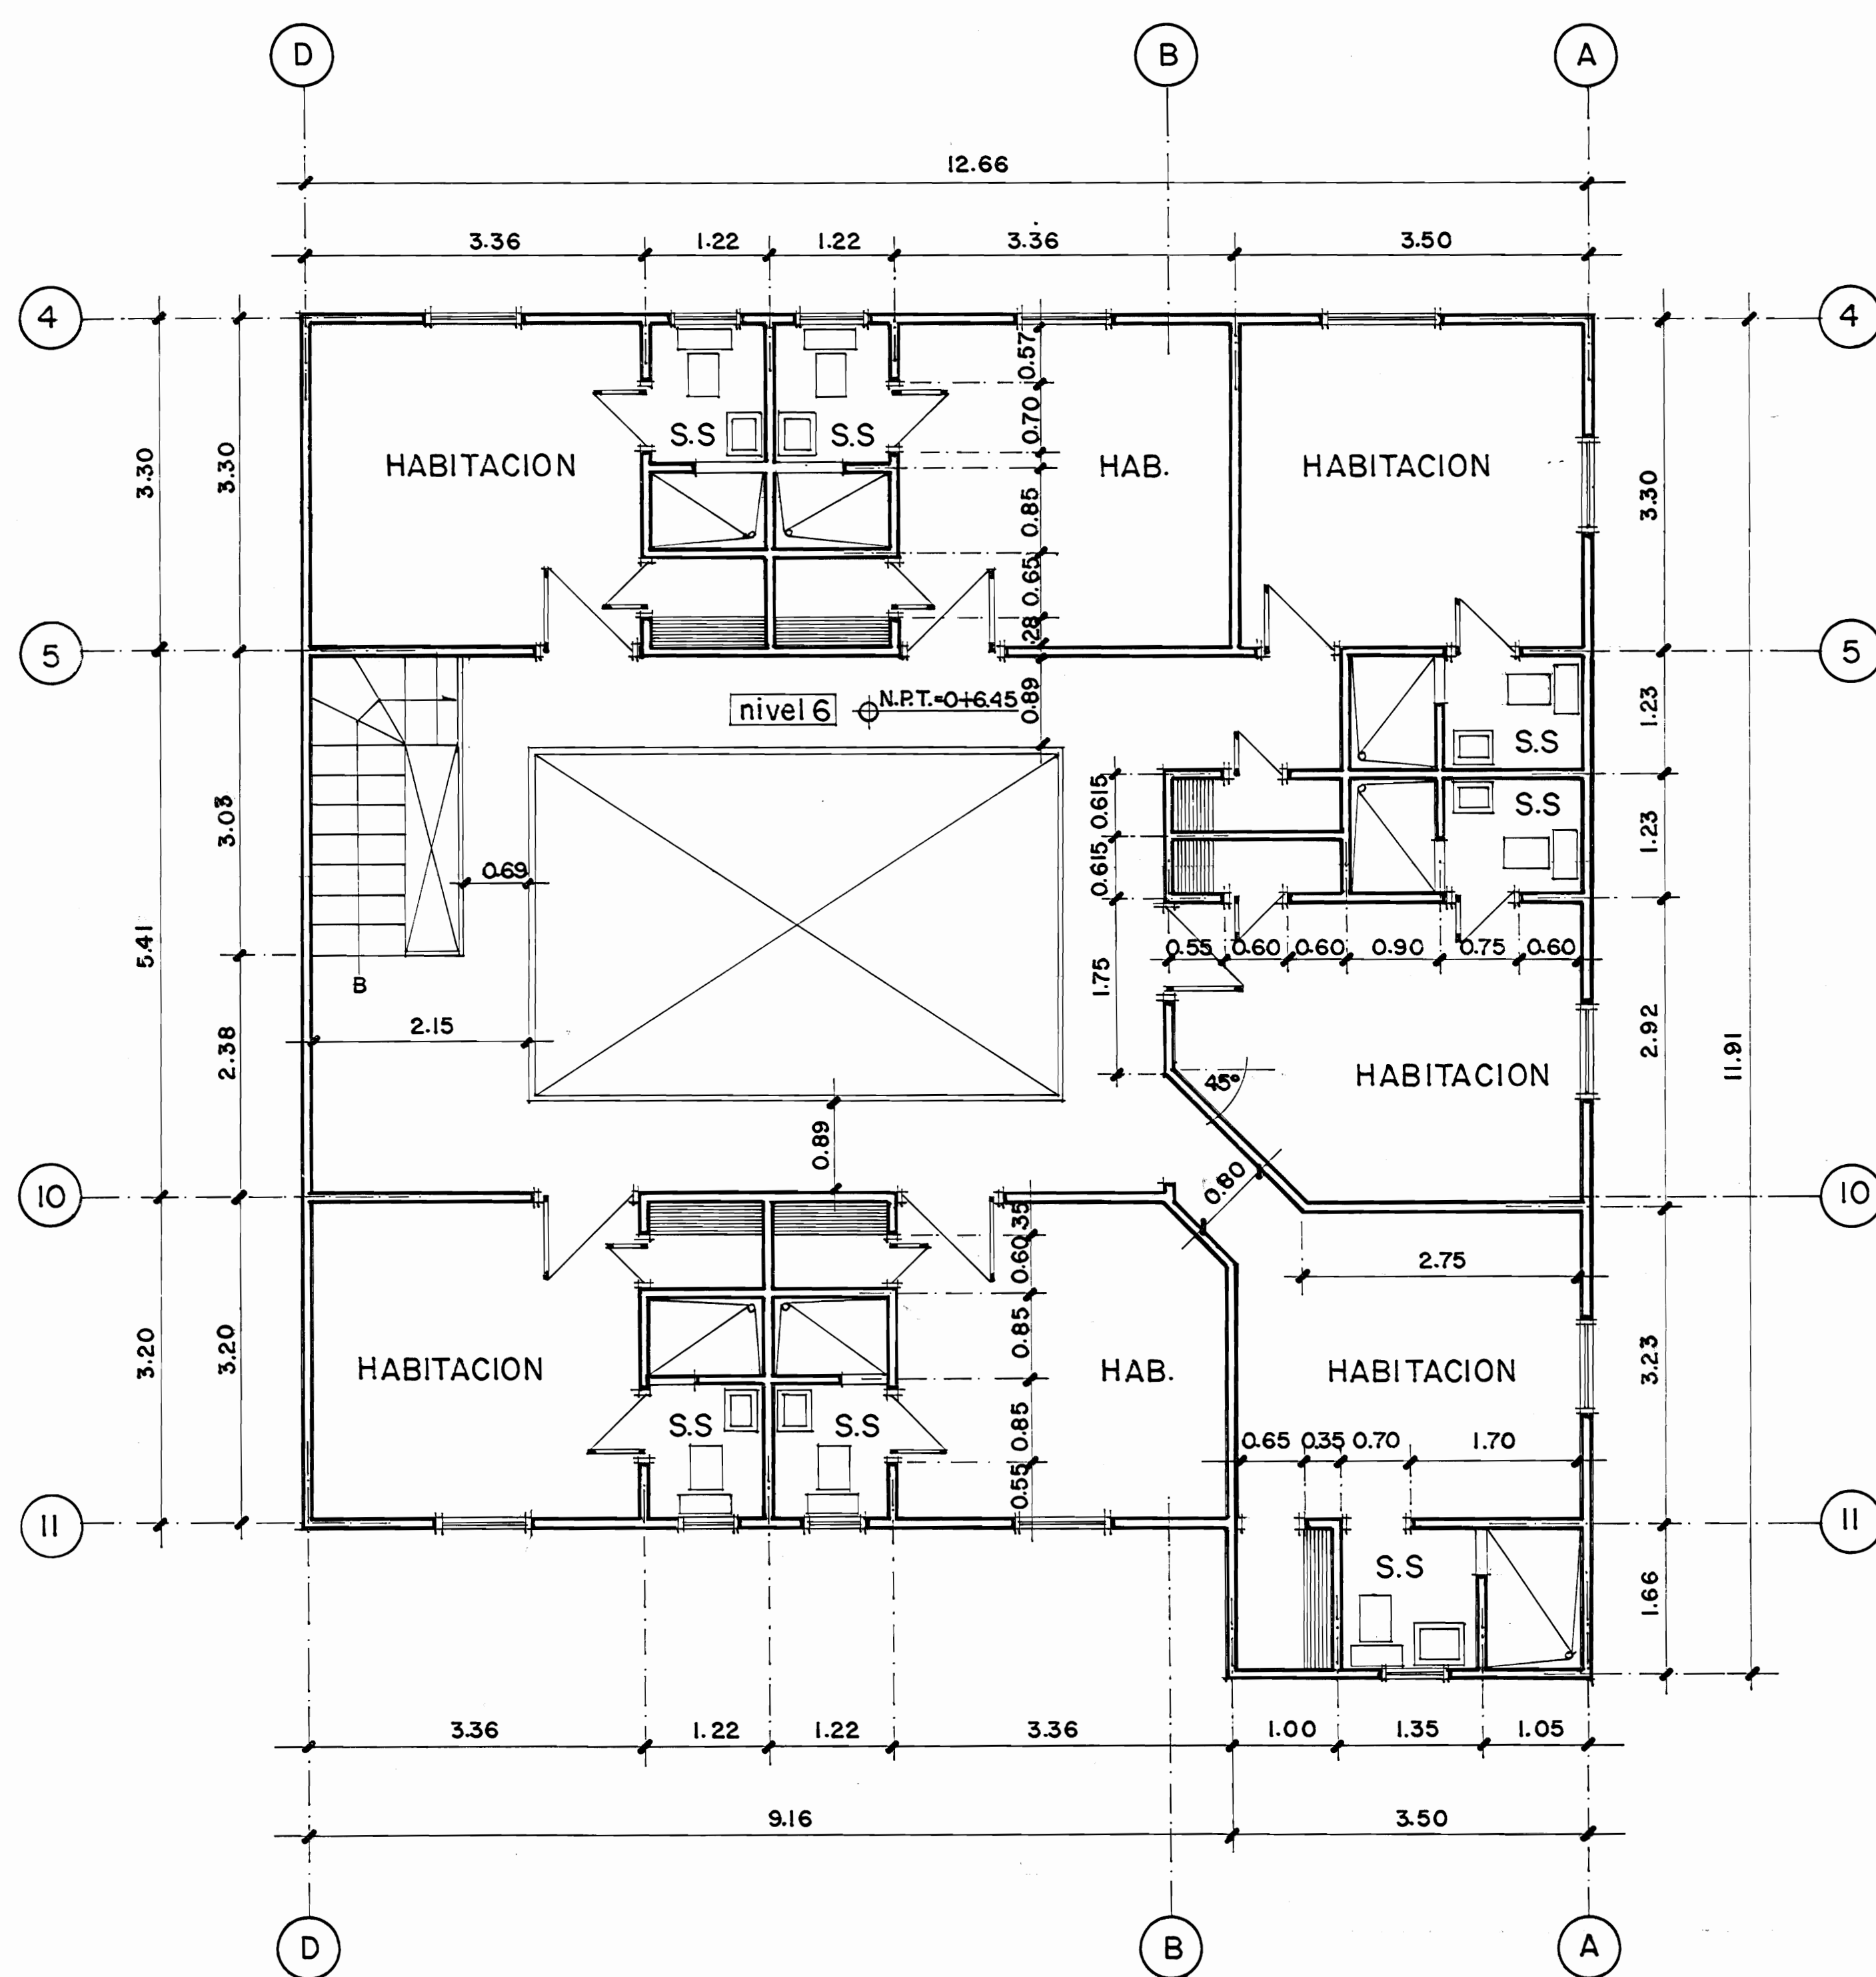 D B A
12.66
3.36 1.22 1.22 3.36 3.50
4 4
0.57
0.70
S.S S.S
HABITACION HAB. HABITACION
3.30 3.30 3.30
0.85
0.65
.28
5 5
nivel 6 N.P.T.=0+6.45 0.89
1.23
S.S
0.615
S.S
3.03 1.23
0.69 0.615
5.41
0.55 0.60 0.60 0.90 0.75 0.60
B 1.75
2.15
2.38 2.92
HABITACION
45°
11.91
0.89
0.80
10 10
0.35
0.60
2.75
3.20 3.20 0.85 3.23
HABITACION HAB. HABITACION
S.S S.S 0.85
0.65 0.35 0.70 1.70
0.55
11 11
S.S
1.66
3.36 1.22 1.22 3.36 1.00 1.35 1.05
9.16 3.50
D B A